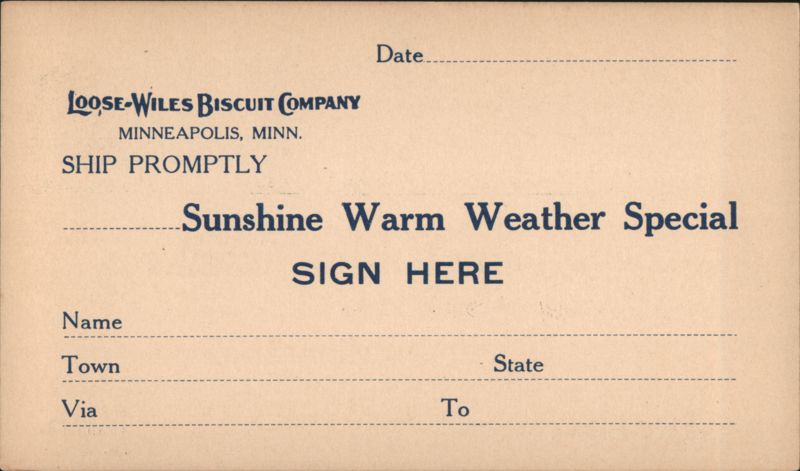 Date
LOOSE-WILES BISCUIT COMPANY
MINNEAPOLIS, MINN.
SHIP PROMPTLY
Sunshine Warm Weather Special
SIGN HERE
Name
Town State
Via To